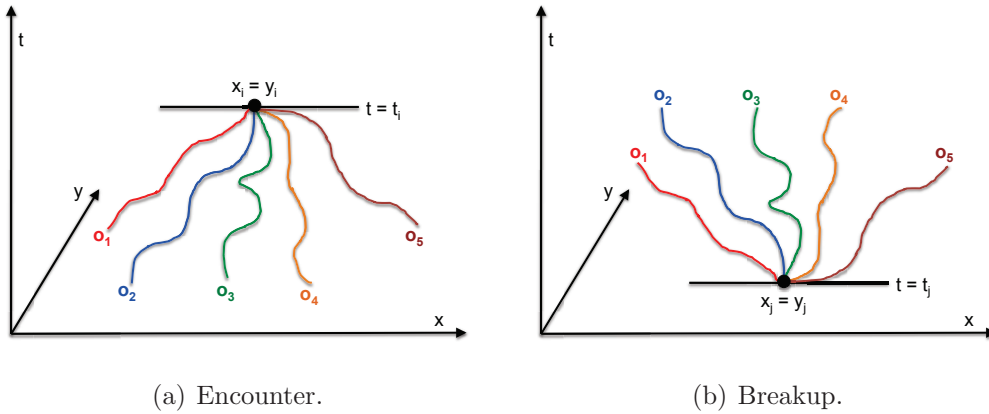 t
xᵢ = yᵢ
t = tᵢ
y
o₁
o₂
o₃
o₄
o₅
x
(a) Encounter.
t
o₂
o₃
o₄
o₁
o₅
y
t = tⱼ
xⱼ = yⱼ
x
(b) Breakup.